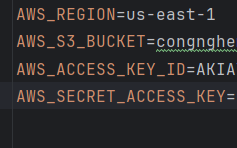 AWS_REGION=us-east-1
AWS_S3_BUCKET=congnghe
AWS_ACCESS_KEY_ID=AKIA
AWS_SECRET_ACCESS_KEY=